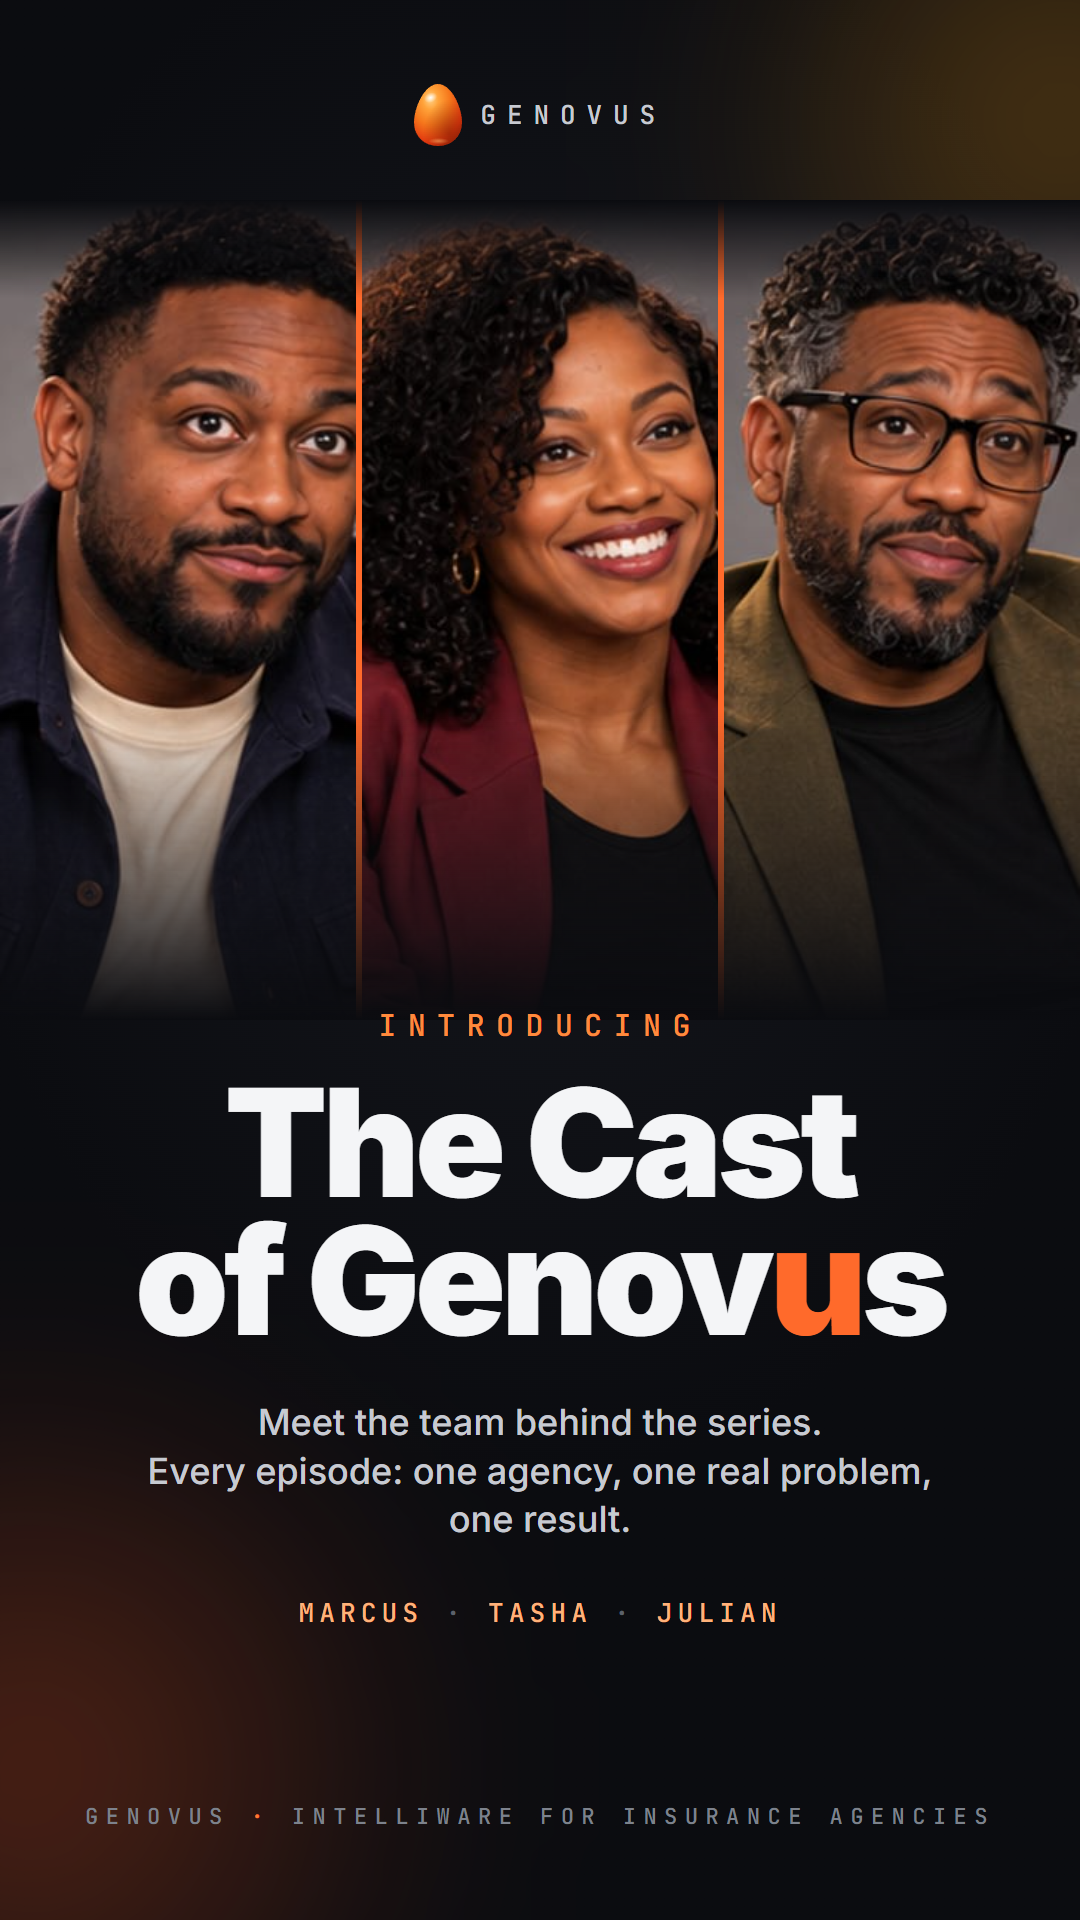 GENOVUS
INTRODUCING
The Cast
of Genovus
Meet the team behind the series.
Every episode: one agency, one real problem,
one result.
MARCUS · TASHA · JULIAN
GENOVUS · INTELLIWARE FOR INSURANCE AGENCIES